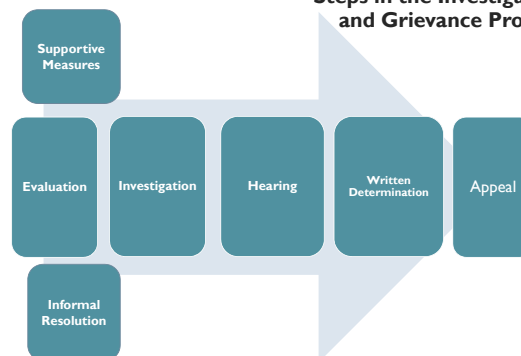 Steps in the
and Grievance
Supportive
Measures
Evaluation
Investigation
Hearing
Written
Determination
Appeal
Informal
Resolution